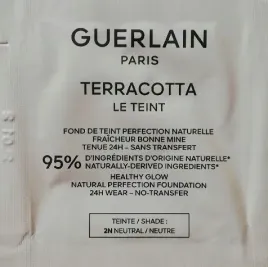 GUERLAIN
PARIS
TERRACOTTA
LE TEINT
FOND DE TEINT PERFECTION NATURELLE
FRAÎCHEUR BONNE MINE
TENUE 24H – SANS TRANSFERT
95% D'INGRÉDIENTS D'ORIGINE NATURELLE*
NATURALLY-DERIVED INGREDIENTS*
HEALTHY GLOW
NATURAL PERFECTION FOUNDATION
24H WEAR – NO-TRANSFER
TEINTE / SHADE :
2N NEUTRAL / NEUTRE